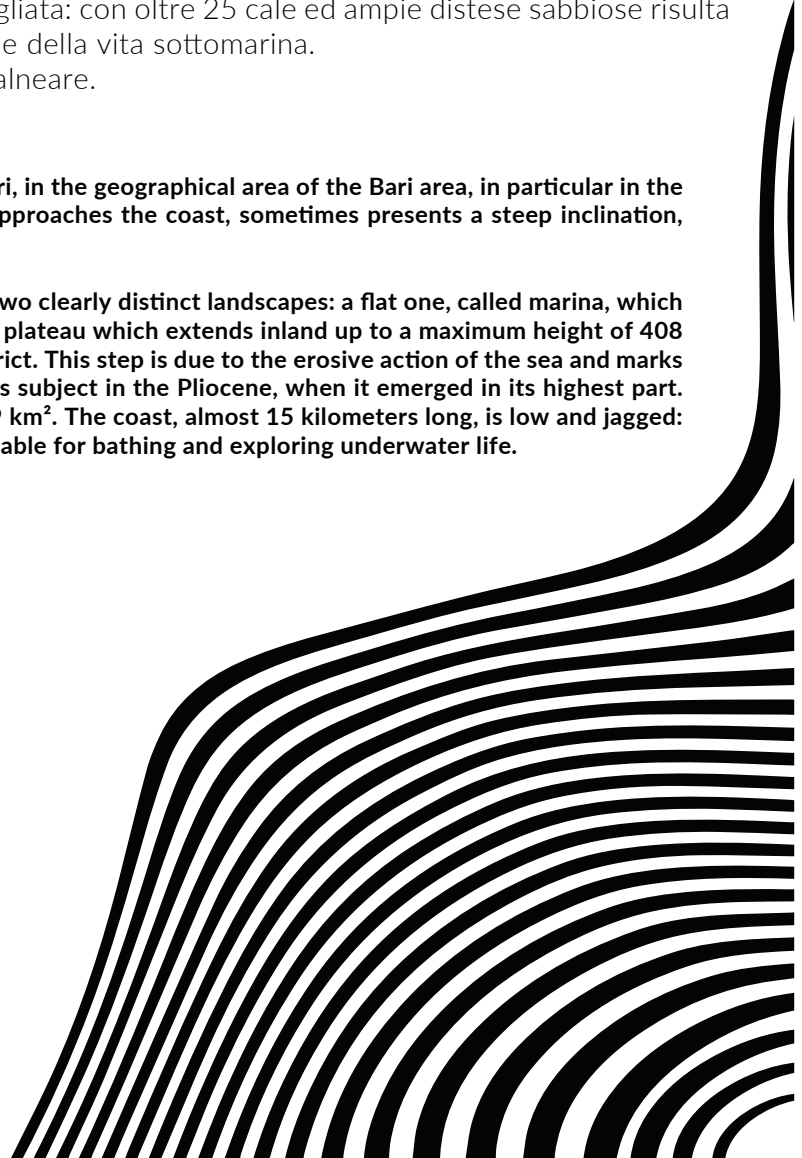 gliata: con oltre 25 cale ed ampie distese sabbiose risulta
e della vita sottomarina.
alneare.
ri, in the geographical area of the Bari area, in particular in the
pproaches the coast, sometimes presents a steep inclination,
wo clearly distinct landscapes: a flat one, called marina, which
plateau which extends inland up to a maximum height of 408
rict. This step is due to the erosive action of the sea and marks
s subject in the Pliocene, when it emerged in its highest part.
km². The coast, almost 15 kilometers long, is low and jagged:
able for bathing and exploring underwater life.